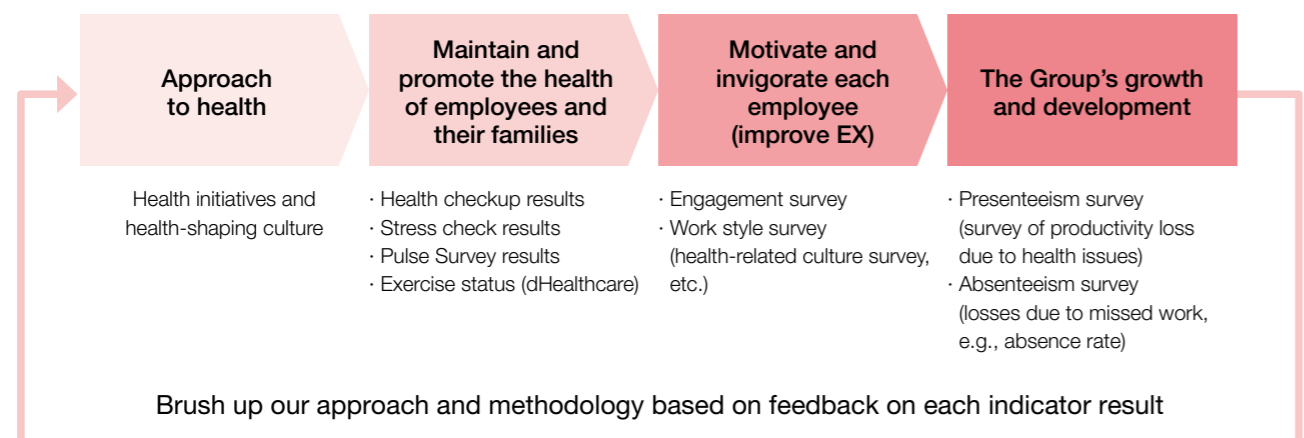 Approach
to health
Maintain and
promote the health
of employees and
their families
Motivate and
invigorate each
employee
(improve EX)
The Group’s growth
and development
Health initiatives and
health-shaping culture
· Health checkup results
· Stress check results
· Pulse Survey results
· Exercise status (dHealthcare)
· Engagement survey
· Work style survey
(health-related culture survey,
etc.)
· Presenteeism survey
(survey of productivity loss
due to health issues)
· Absenteeism survey
(losses due to missed work,
e.g., absence rate)
Brush up our approach and methodology based on feedback on each indicator result